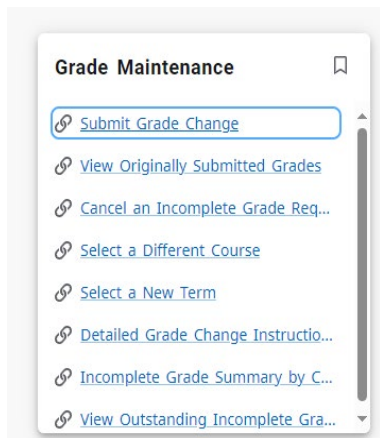 Grade Maintenance
Submit Grade Change
View Originally Submitted Grades
Cancel an Incomplete Grade Req...
Select a Different Course
Select a New Term
Detailed Grade Change Instructio...
Incomplete Grade Summary by C...
View Outstanding Incomplete Gra...